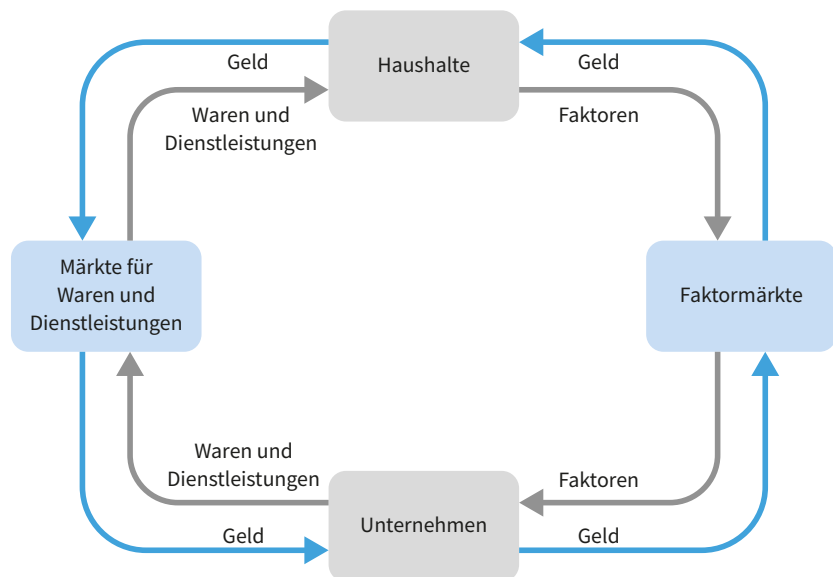 Geld
Haushalte
Geld
Waren und
Dienstleistungen
Faktoren
Märkte für
Waren und
Dienstleistungen
Faktormärkte
Waren und
Dienstleistungen
Faktoren
Unternehmen
Geld
Geld